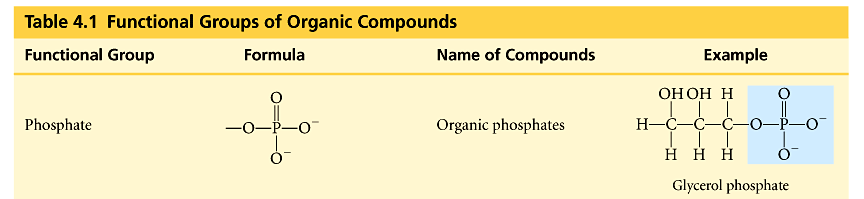 Table 4.1 Functional Groups of Organic Compounds
Functional Group Formula Name of Compounds Example
O OH OH H O
Phosphate —O—P—O⁻ Organic phosphates H—C—C—C—O—P—O⁻
O⁻ H H H O⁻
Glycerol phosphate